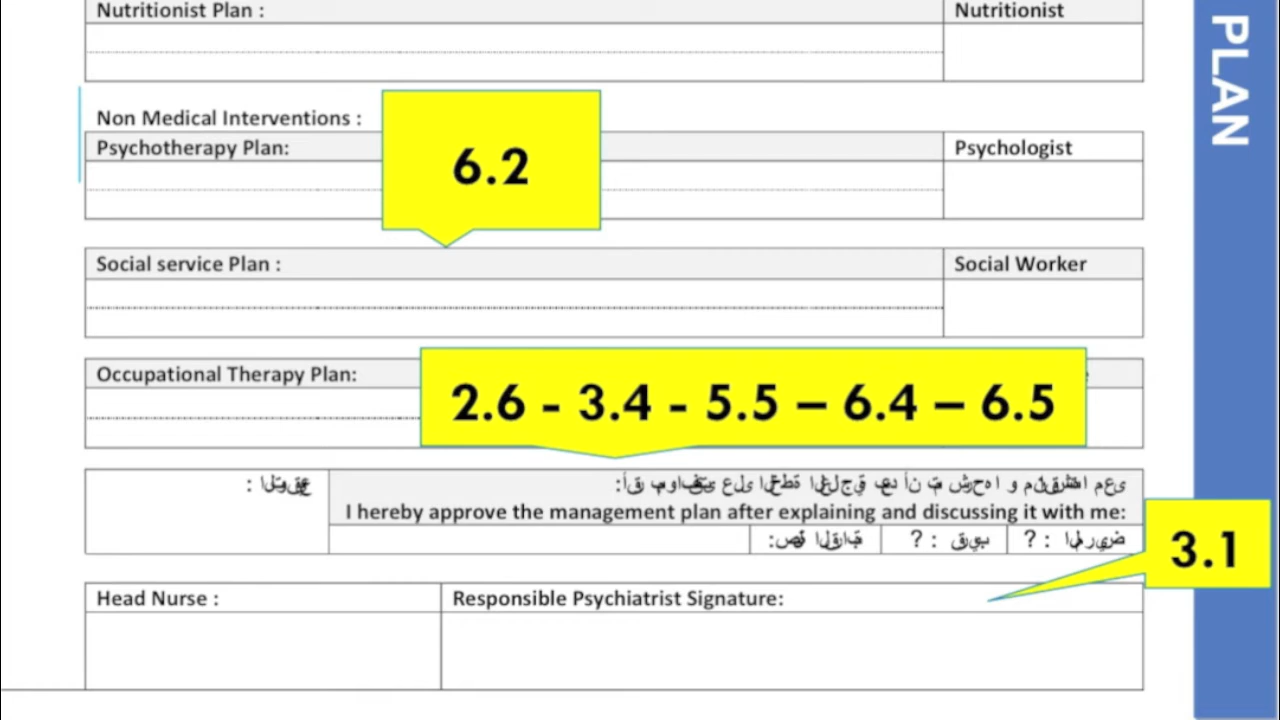 Nutritionist Plan :
Nutritionist
PLAN
Non Medical Interventions :
6.2
Psychotherapy Plan:
Psychologist
Social service Plan :
Social Worker
Occupational Therapy Plan:
2.6 - 3.4 - 5.5 – 6.4 – 6.5
I hereby approve the management plan after explaining and discussing it with me:
3.1
Head Nurse :
Responsible Psychiatrist Signature: